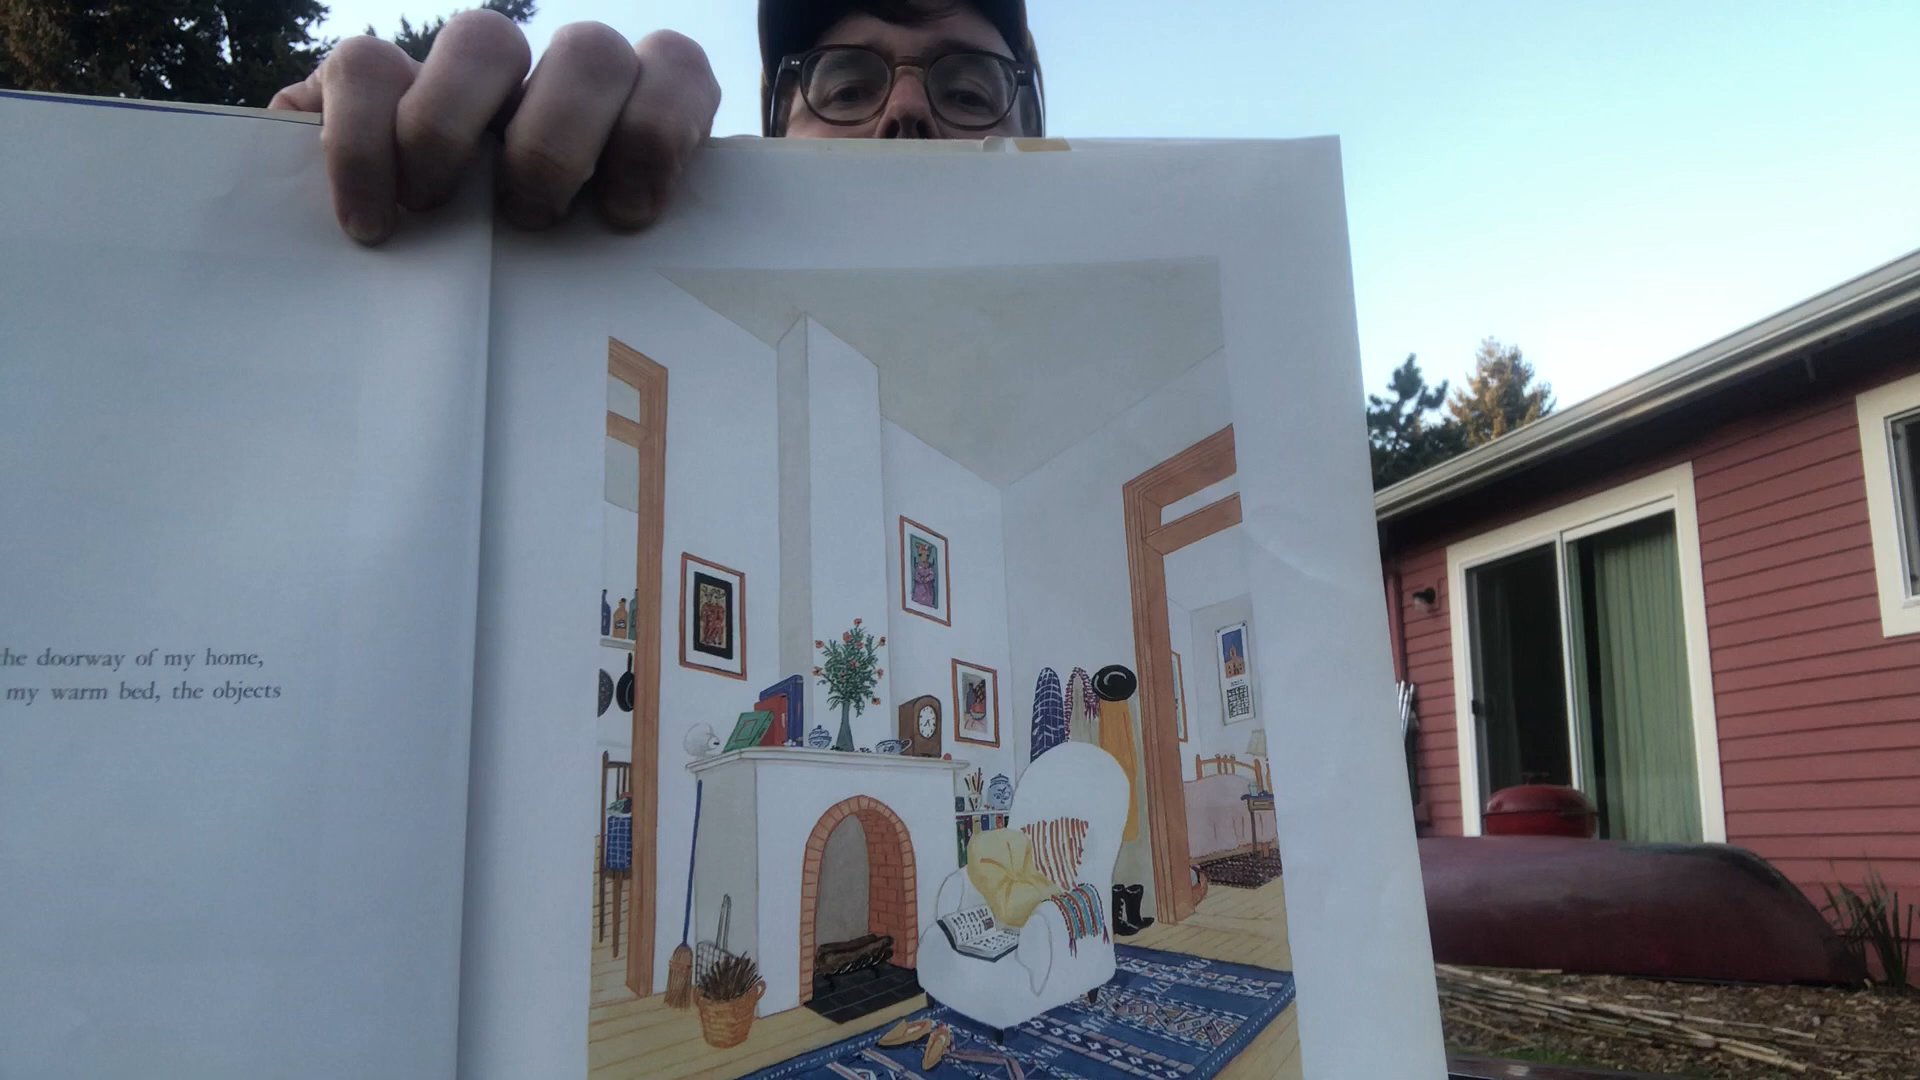 the doorway of my home,
my warm bed, the objects